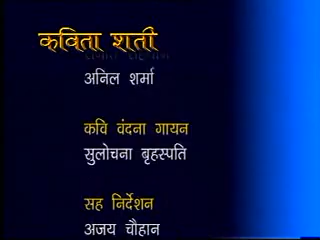 कविता शती
अनिल शर्मा
कवि वंदना गायन
सुलोचना बृहस्पति
सह निर्देशन
अजय चौहान